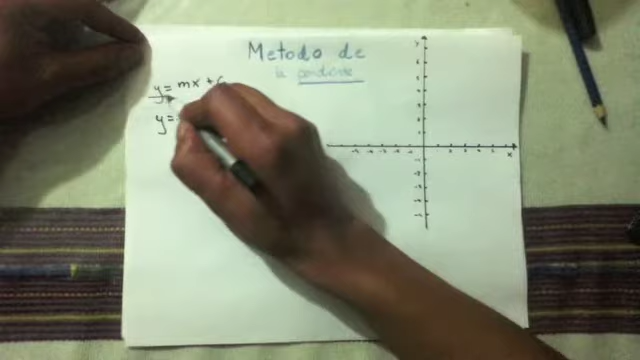 Metodo de
la pendiente
y = mx +
y =
y
x